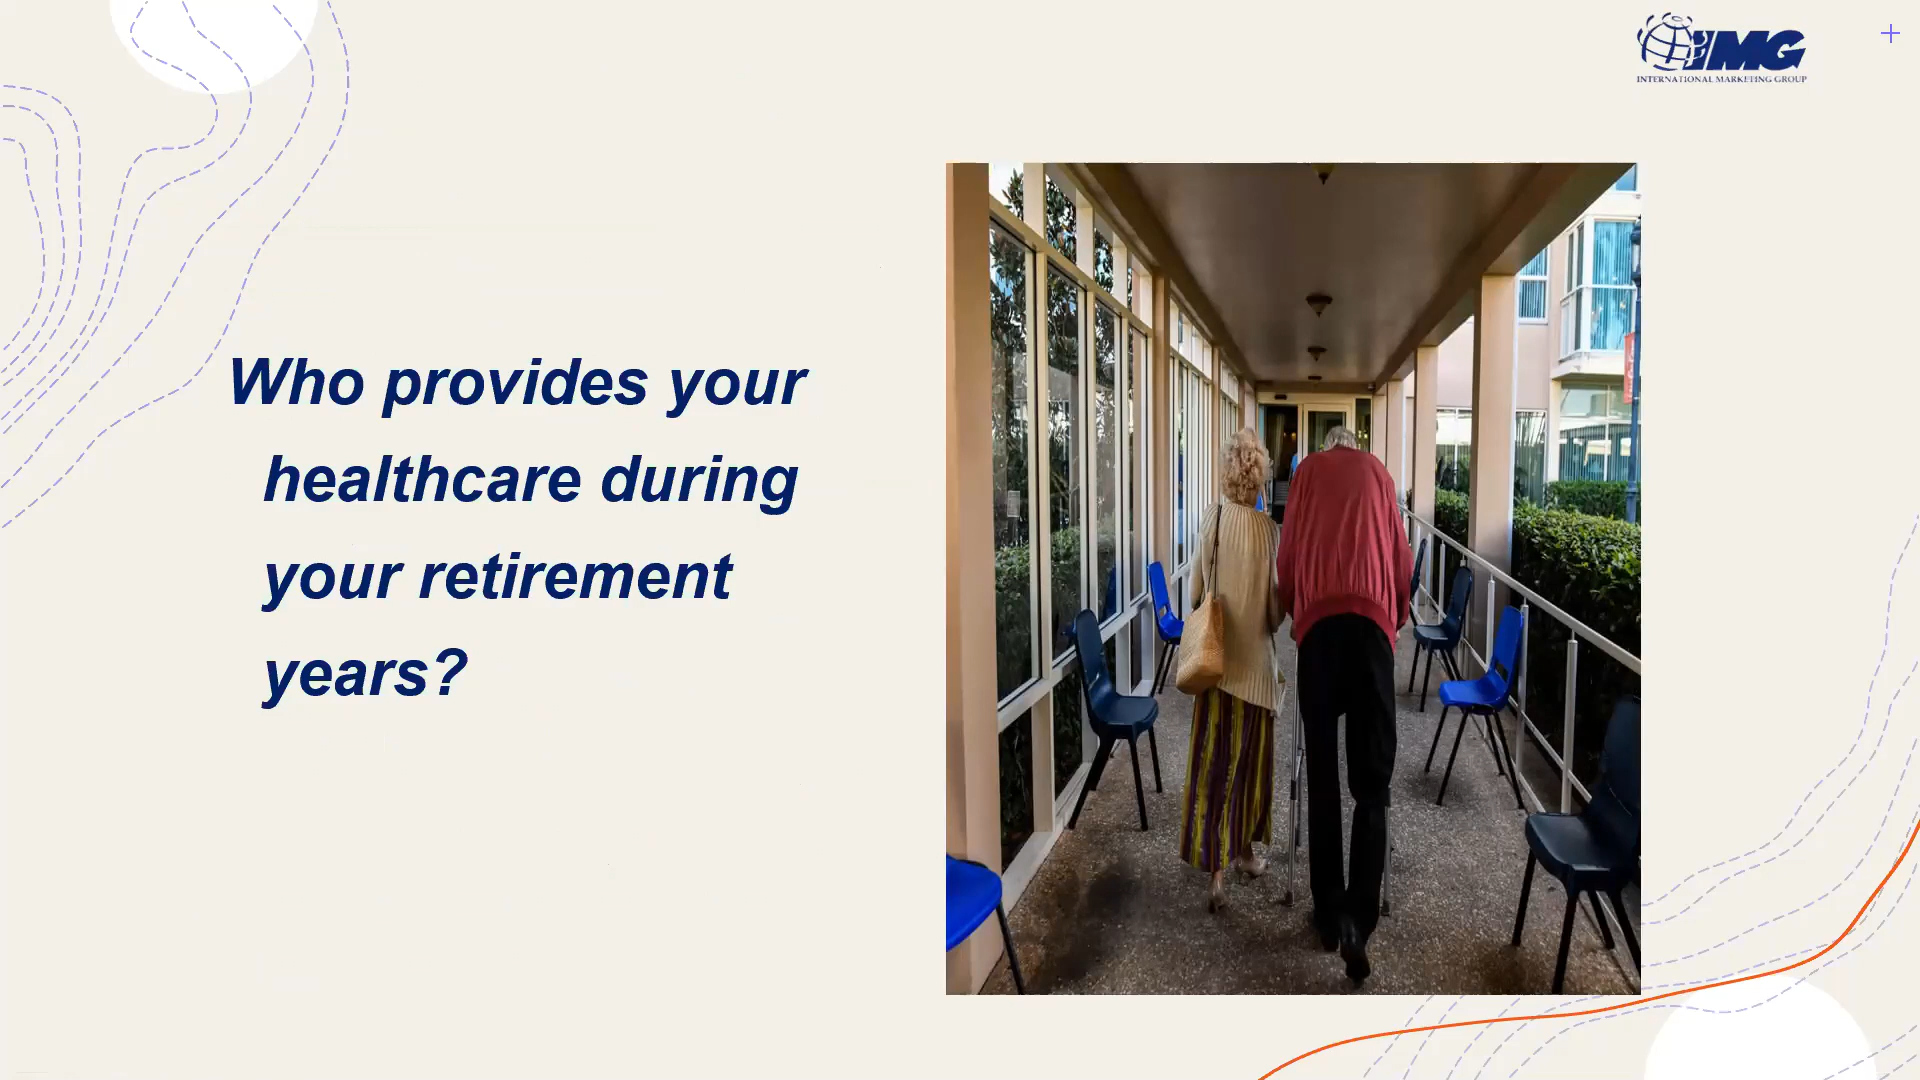 IMG
INTERNATIONAL MARKETING GROUP
Who provides your
healthcare during
your retirement
years?